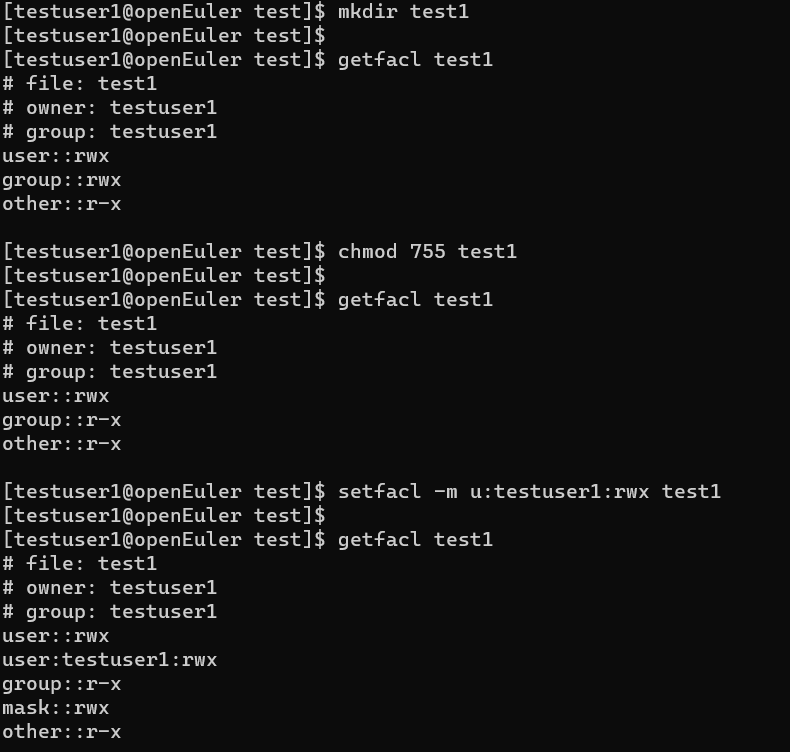 [testuser1@openEuler test]$ mkdir test1
[testuser1@openEuler test]$
[testuser1@openEuler test]$ getfacl test1
# file: test1
# owner: testuser1
# group: testuser1
user::rwx
group::rwx
other::r-x
[testuser1@openEuler test]$ chmod 755 test1
[testuser1@openEuler test]$
[testuser1@openEuler test]$ getfacl test1
# file: test1
# owner: testuser1
# group: testuser1
user::rwx
group::r-x
other::r-x
[testuser1@openEuler test]$ setfacl -m u:testuser1:rwx test1
[testuser1@openEuler test]$
[testuser1@openEuler test]$ getfacl test1
# file: test1
# owner: testuser1
# group: testuser1
user::rwx
user:testuser1:rwx
group::r-x
mask::rwx
other::r-x